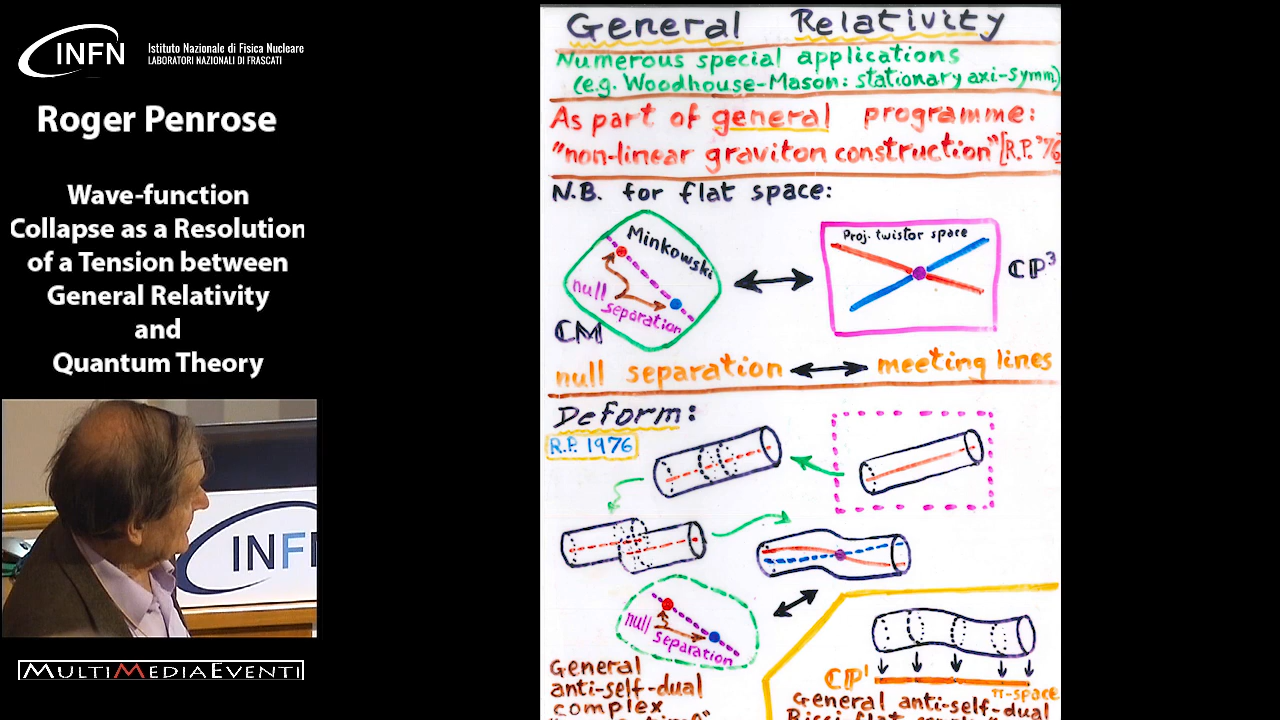 INFN
Istituto Nazionale di Fisica Nucleare
LABORATORI NAZIONALI DI FRASCATI
Roger Penrose
Wave-function
Collapse as a Resolution
of a Tension between
General Relativity
and
Quantum Theory
INF
MULTIMEDIAEVENTI
General Relativity
Numerous special applications
(e.g. Woodhouse-Mason: stationary axi-symm)
As part of general programme:
"non-linear graviton construction" [R.P. '76]
N.B. for flat space:
Minkowski
null
separation
CM
Proj. twistor space
CP³
null separation ↔ meeting lines
Deform:
R.P. 1976
null
separation
General
anti-self-dual
complex
CP¹
π-space
General anti-self-dual